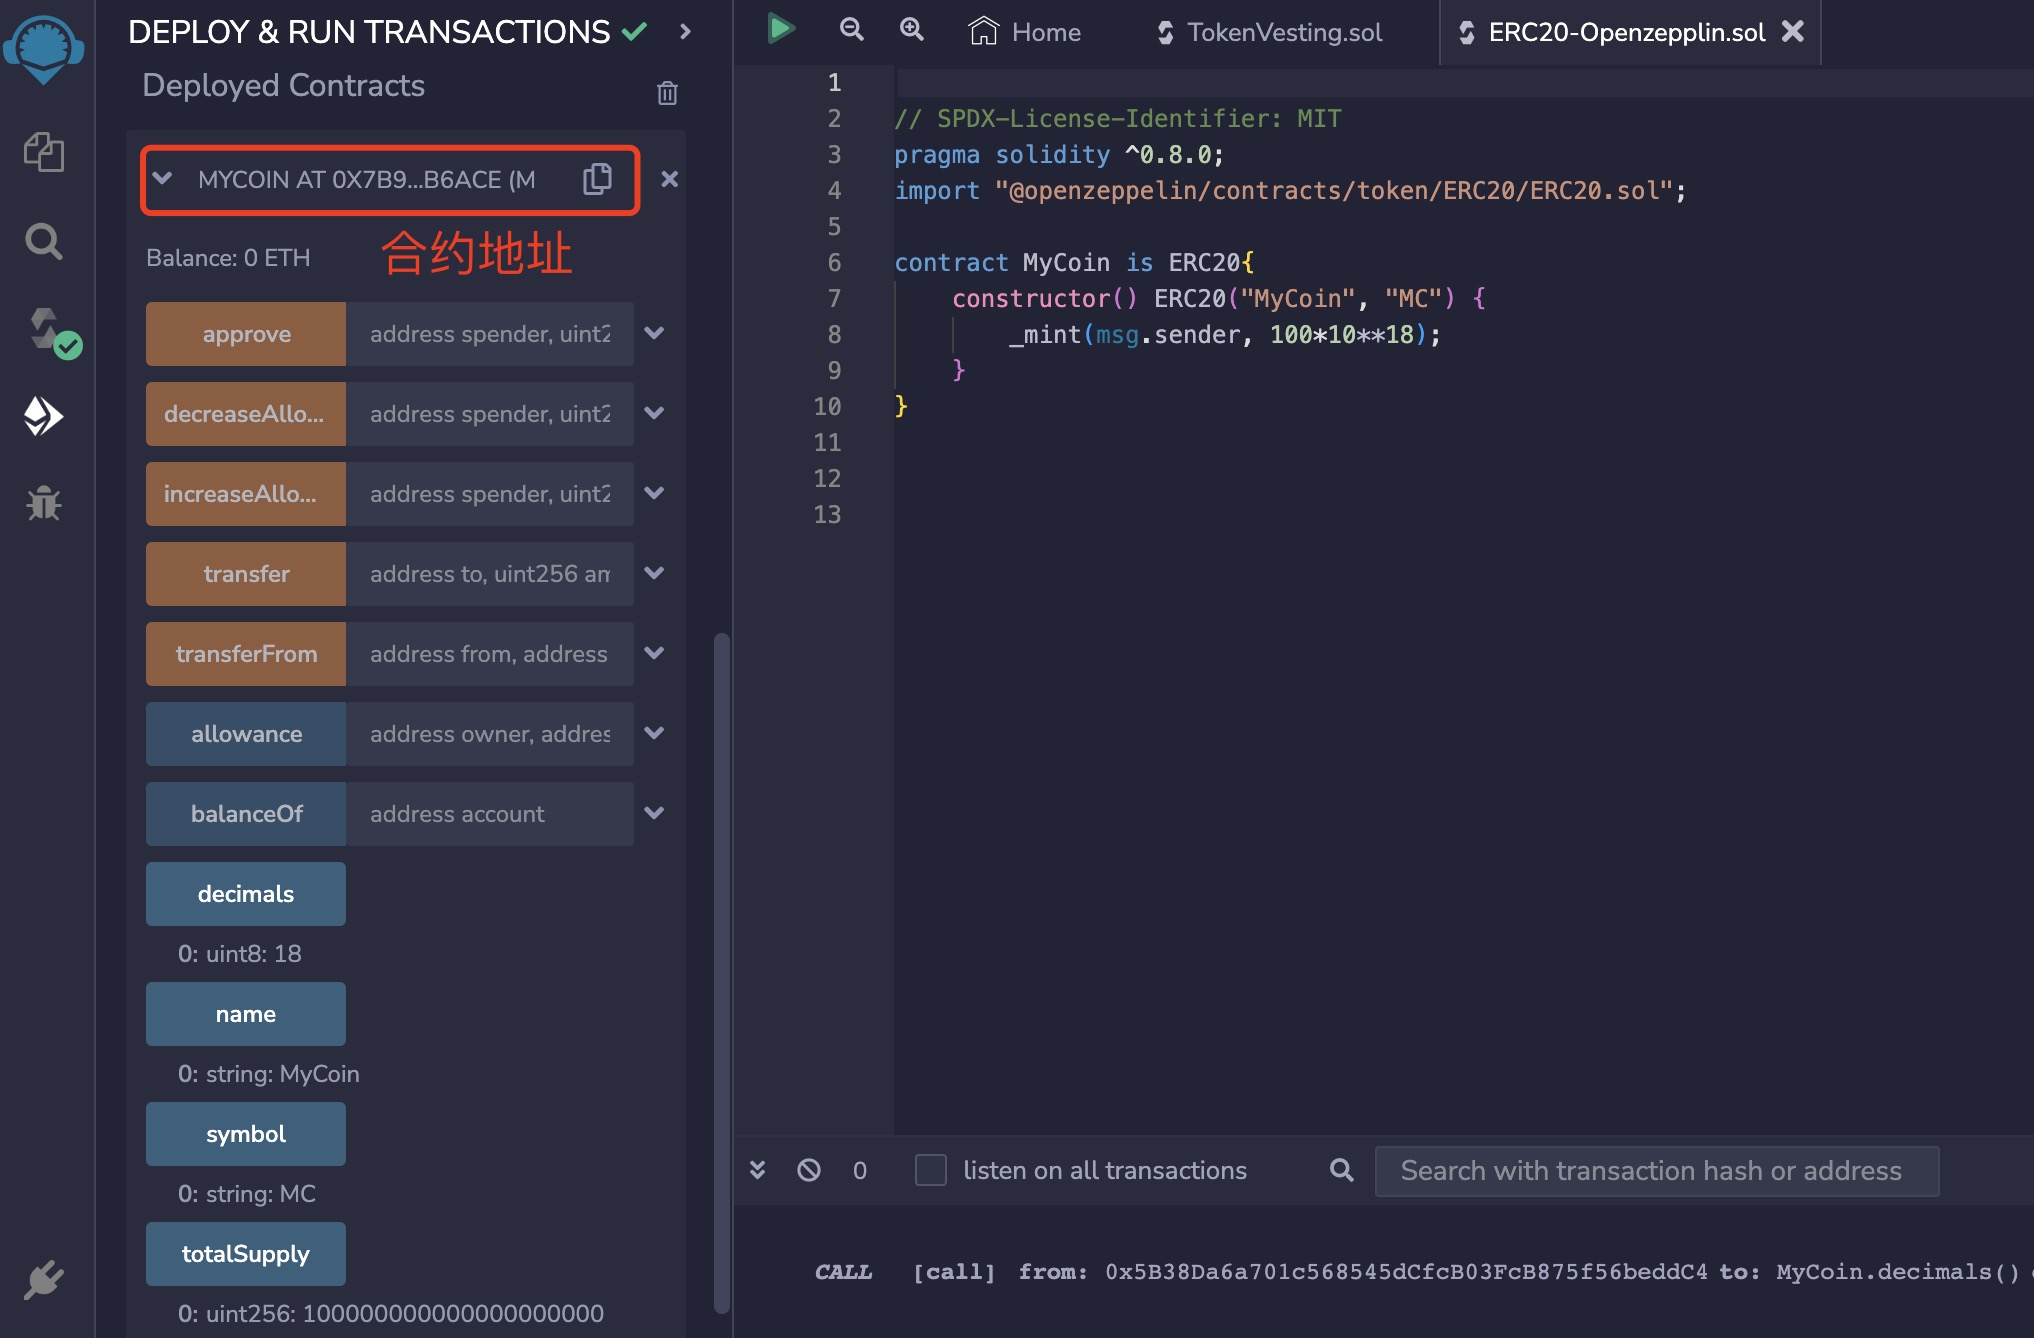 DEPLOY & RUN TRANSACTIONS
Deployed Contracts
MYCOIN AT 0X7B9...B6ACE (M
Balance: 0 ETH
合约地址
approve address spender, uint2
decreaseAllo... address spender, uint2
increaseAllo... address spender, uint2
transfer address to, uint256 am
transferFrom address from, address
allowance address owner, addres
balanceOf address account
decimals
0: uint8: 18
name
0: string: MyCoin
symbol
0: string: MC
totalSupply
0: uint256: 100000000000000000000
Home TokenVesting.sol ERC20-Openzepplin.sol
1
2 // SPDX-License-Identifier: MIT
3 pragma solidity ^0.8.0;
4 import "@openzeppelin/contracts/token/ERC20/ERC20.sol";
5
6 contract MyCoin is ERC20{
7 constructor() ERC20("MyCoin", "MC") {
8 _mint(msg.sender, 100*10**18);
9 }
10 }
11
12
13
0 listen on all transactions Search with transaction hash or address
CALL [call] from: 0x5B38Da6a701c568545dCfcB03FcB875f56beddC4 to: MyCoin.decimals()